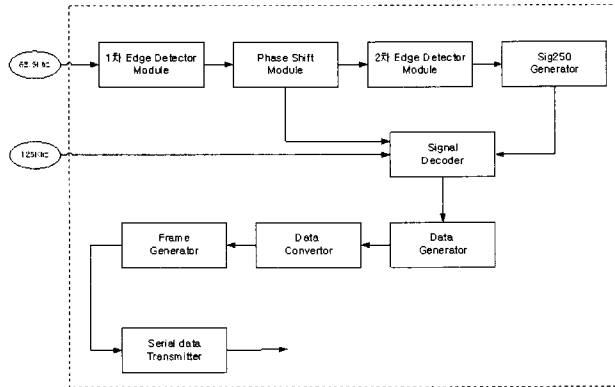 1차 Edge Detector
Module
Phase Shift
Module
2차 Edge Detector
Module
Sig250
Generator
125KHz
Signal
Decoder
Frame
Generator
Data
Convertor
Data
Generator
Serial data
Transmitter